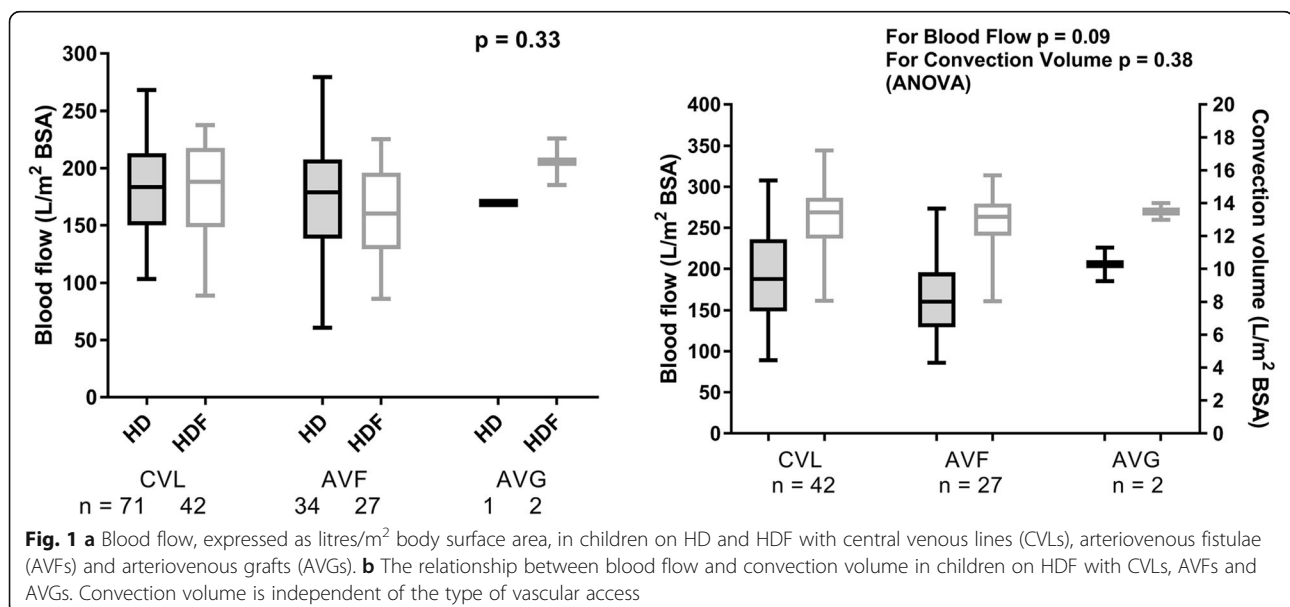 p = 0.33
300
250
200
150
100
50
0
Blood flow (L/m² BSA)
HD
HDF
HD
HDF
HD
HDF
CVL
AVF
AVG
n = 71 42 34 27 1 2
For Blood Flow p = 0.09
For Convection Volume p = 0.38
(ANOVA)
400
350
300
250
200
150
100
50
0
Blood flow (L/m² BSA)
20
18
16
14
12
10
8
6
4
2
0
Convection volume (L/m² BSA)
CVL
n = 42
AVF
n = 27
AVG
n = 2
Fig. 1 a Blood flow, expressed as litres/m² body surface area, in children on HD and HDF with central venous lines (CVLs), arteriovenous fistulae
(AVFs) and arteriovenous grafts (AVGs). b The relationship between blood flow and convection volume in children on HDF with CVLs, AVFs and
AVGs. Convection volume is independent of the type of vascular access